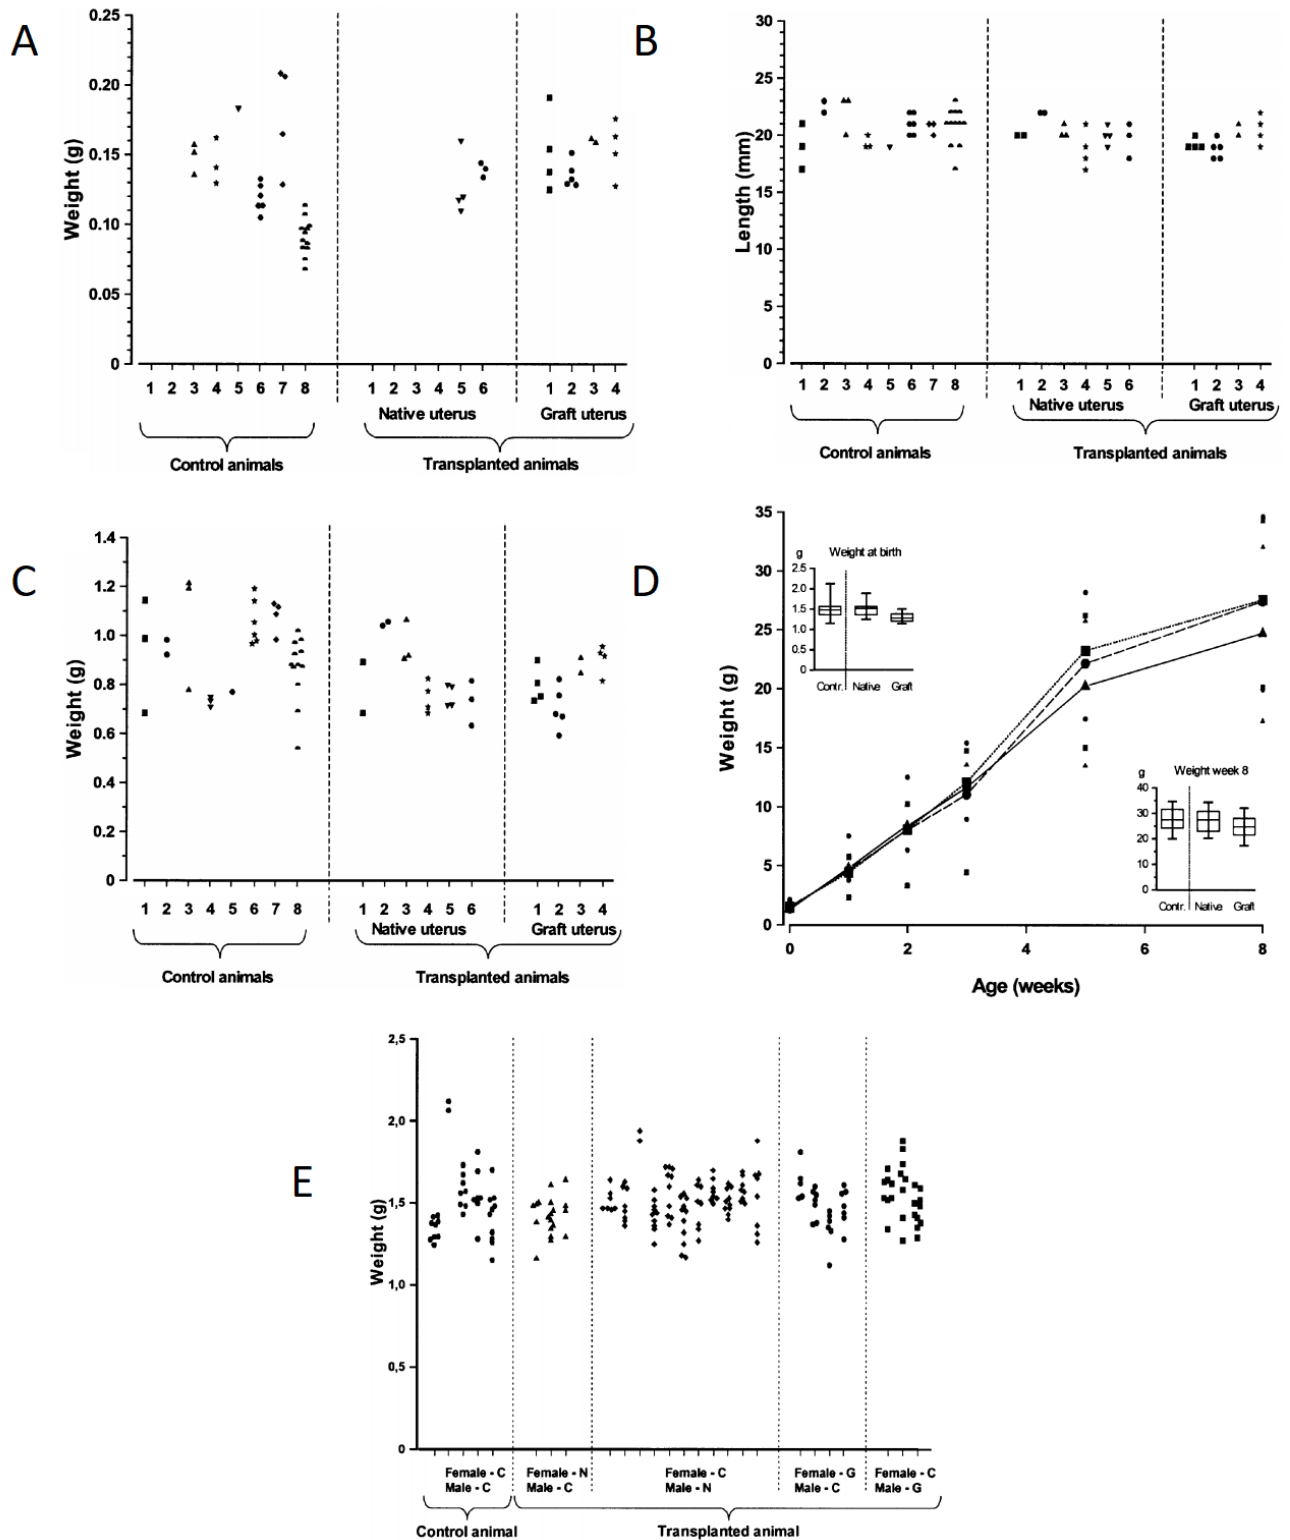 A
Weight (g)
0.25
0.20
0.15
0.10
0.05
0
1 2 3 4 5 6 7 8
1 2 3 4 5 6
1 2 3 4
Native uterus
Graft uterus
Control animals
Transplanted animals
B
Length (mm)
30
25
20
15
10
5
0
1 2 3 4 5 6 7 8
1 2 3 4 5 6
1 2 3 4
Native uterus
Graft uterus
Control animals
Transplanted animals
C
Weight (g)
1.4
1.2
1.0
0.8
0.6
0.4
0.2
0
1 2 3 4 5 6 7 8
1 2 3 4 5 6
1 2 3 4
Native uterus
Graft uterus
Control animals
Transplanted animals
D
Weight (g)
35
30
25
20
15
10
5
0
0 2 4 6 8
Age (weeks)
g Weight at birth
2.5
2.0
1.5
1.0
0.5
0
Contr. Native Graft
g Weight week 8
40
30
20
10
0
Contr. Native Graft
E
Weight (g)
2,5
2,0
1,5
1,0
0,5
0
Female - C
Male - C
Female - N
Male - C
Female - C
Male - N
Female - G
Male - C
Female - C
Male - G
Control animal
Transplanted animal